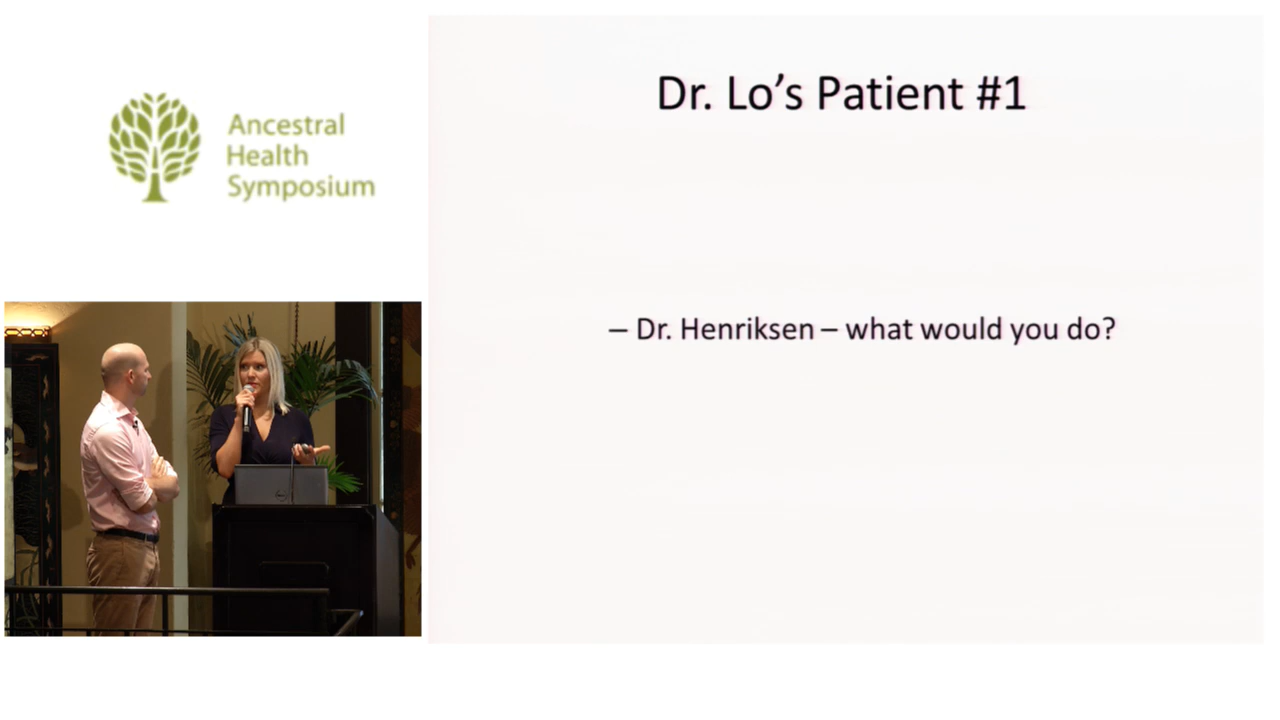 Ancestral
Health
Symposium
Dr. Lo's Patient #1
– Dr. Henriksen – what would you do?